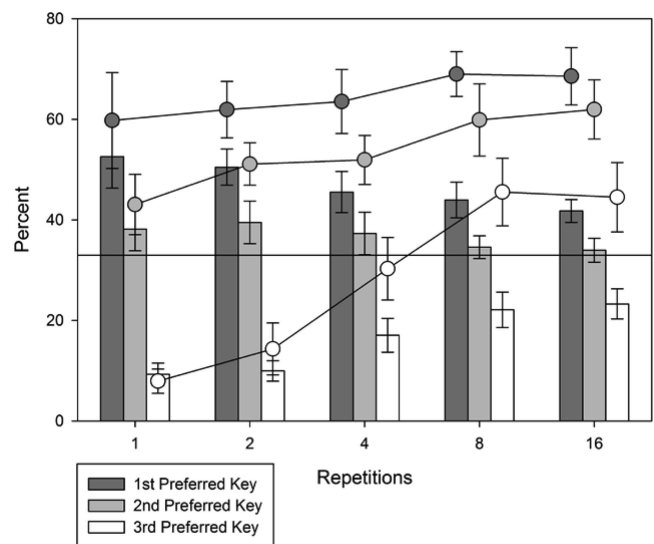 80
60
40
20
0
Percent
1 2 4 8 16
Repetitions
1st Preferred Key
2nd Preferred Key
3rd Preferred Key